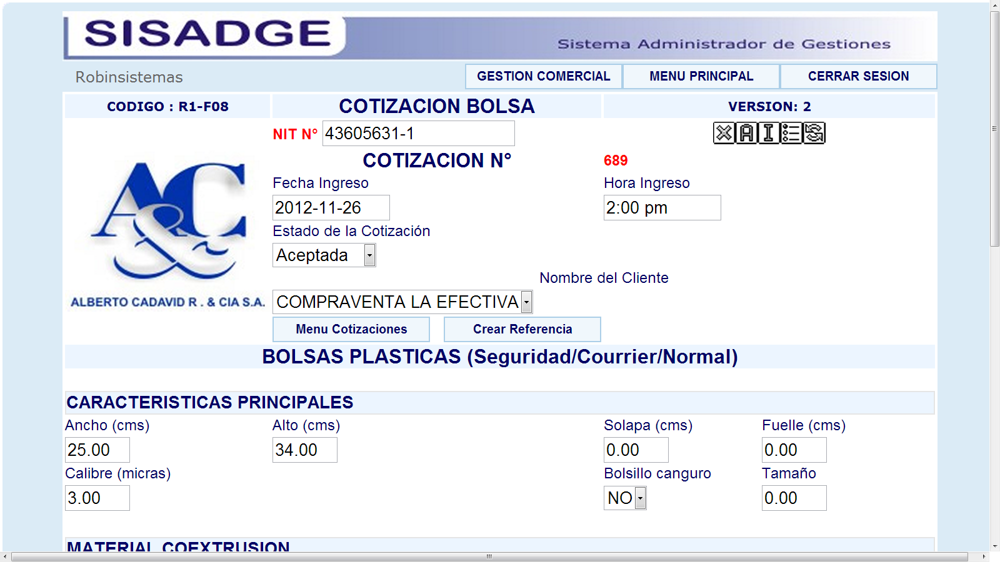 SISADGE
Sistema Administrador de Gestiones
Robinsistemas
GESTION COMERCIAL
MENU PRINCIPAL
CERRAR SESION
CODIGO : R1-F08
COTIZACION BOLSA
VERSION: 2
NIT N° 43605631-1
A I
COTIZACION N° 689
Fecha Ingreso
Hora Ingreso
2012-11-26
2:00 pm
Estado de la Cotización
Aceptada
Nombre del Cliente
COMPRAVENTA LA EFECTIVA
A&C
ALBERTO CADAVID R . & CIA S.A.
Menu Cotizaciones
Crear Referencia
BOLSAS PLASTICAS (Seguridad/Courrier/Normal)
CARACTERISTICAS PRINCIPALES
Ancho (cms)
Alto (cms)
Solapa (cms)
Fuelle (cms)
25.00
34.00
0.00
0.00
Calibre (micras)
Bolsillo canguro
Tamaño
3.00
NO
0.00
MATERIAL COEXTRUSION